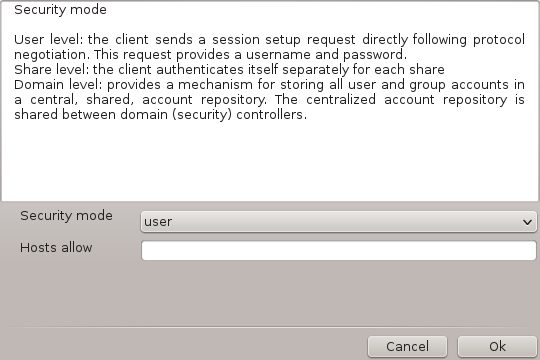 Security mode
User level: the client sends a session setup request directly following protocol
negotiation. This request provides a username and password.
Share level: the client authenticates itself separately for each share
Domain level: provides a mechanism for storing all user and group accounts in
a central, shared, account repository. The centralized account repository is
shared between domain (security) controllers.
Security mode
user
Hosts allow
Cancel
Ok